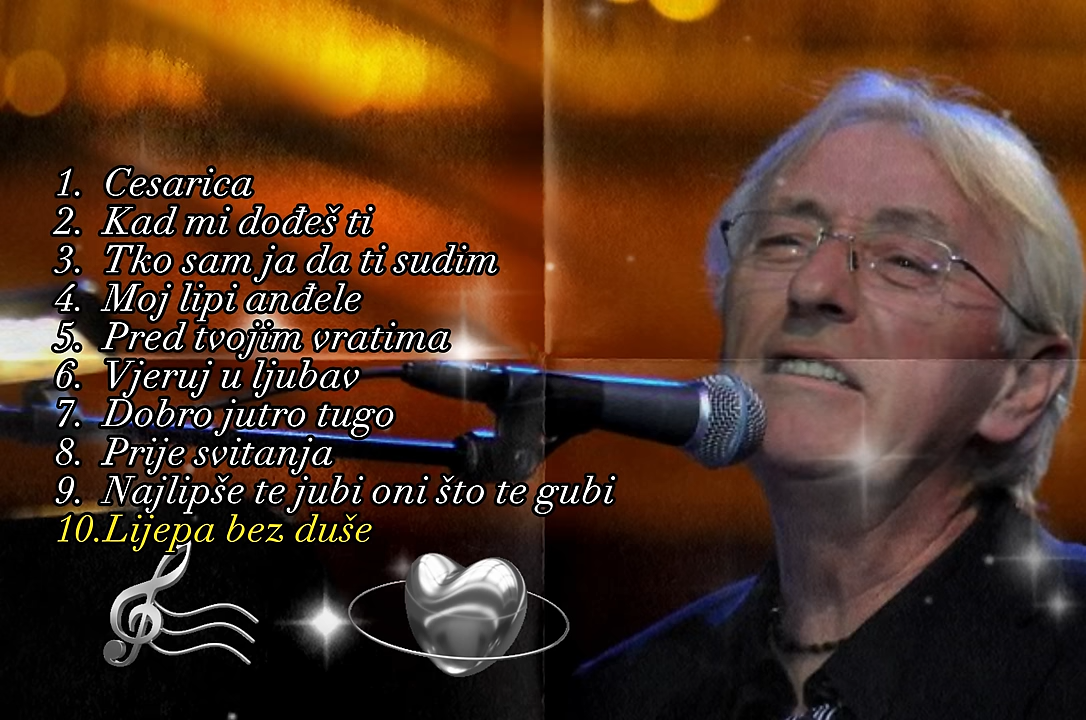 1. Cesarica
2. Kad mi dođeš ti
3. Tko sam ja da ti sudim
4. Moj lipi anđele
5. Pred tvojim vratima
6. Vjeruj u ljubav
7. Dobro jutro tugo
8. Prije svitanja
9. Najlipše te jubi oni što te gubi
10.Lijepa bez duše